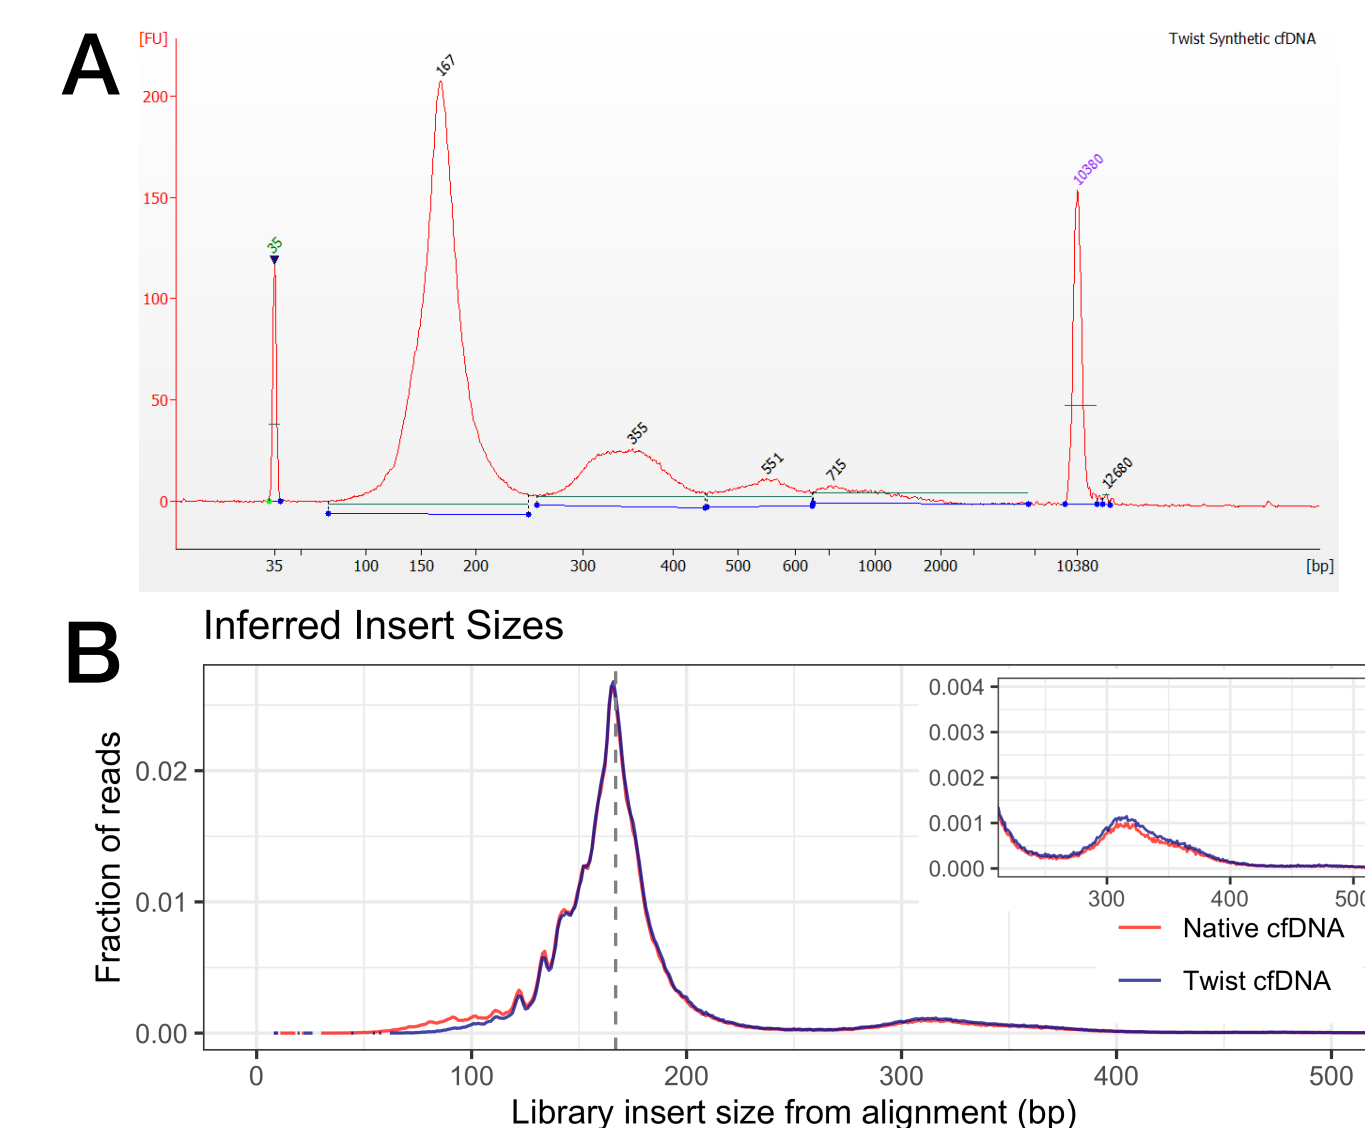 A
[FU]
Twist Synthetic cfDNA
200
150
100
50
0
35
167
355
551
715
10380
12680
35 100 150 200 300 400 500 600 1000 2000 10380 [bp]
B
Inferred Insert Sizes
Fraction of reads
0.02
0.01
0.00
0.004
0.003
0.002
0.001
0.000
300 400 500
Native cfDNA
Twist cfDNA
0 100 200 300 400 500
Library insert size from alignment (bp)